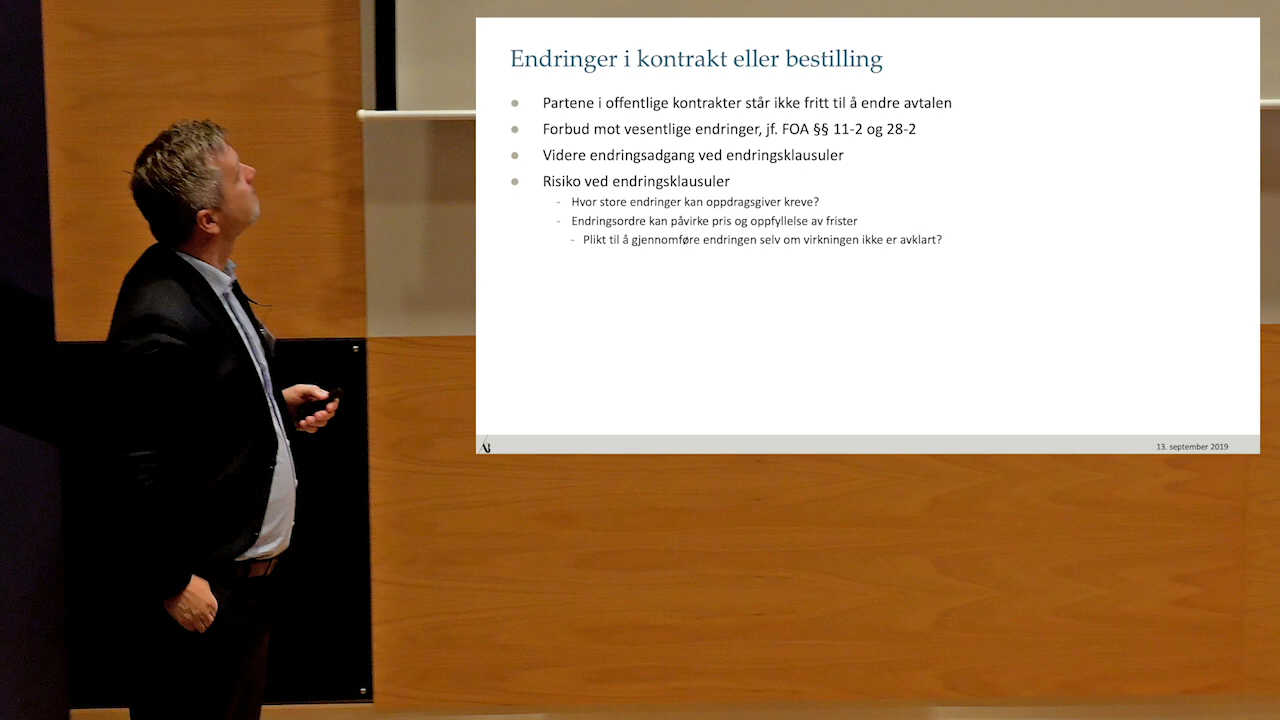 Endringer i kontrakt eller bestilling
● Partene i offentlige kontrakter står ikke fritt til å endre avtalen
● Forbud mot vesentlige endringer, jf. FOA §§ 11-2 og 28-2
● Videre endringsadgang ved endringsklausuler
● Risiko ved endringsklausuler
- Hvor store endringer kan oppdragsgiver kreve?
- Endringsordre kan påvirke pris og oppfyllelse av frister
- Plikt til å gjennomføre endringen selv om virkningen ikke er avklart?
AB
13. september 2019